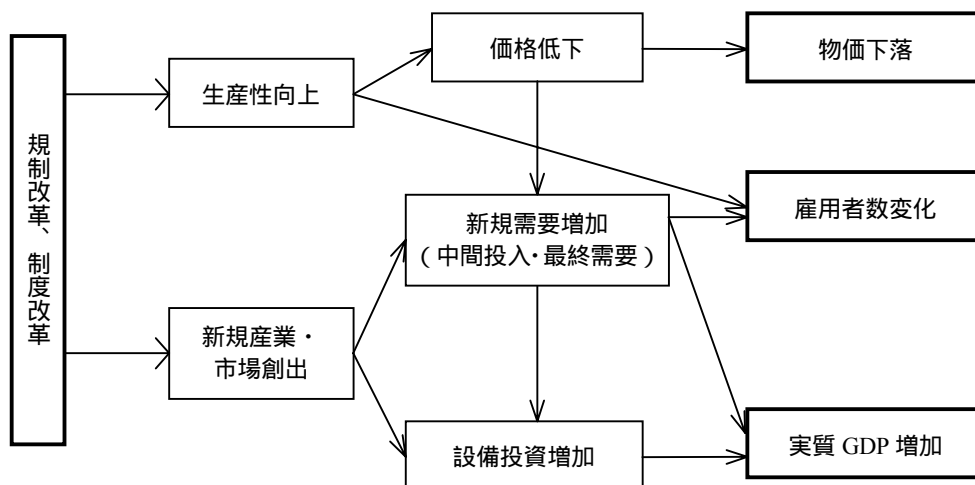 規制改革、制度改革
生産性向上
価格低下
物価下落
新規需要増加
(中間投入・最終需要)
雇用者数変化
新規産業・
市場創出
設備投資増加
実質 GDP 増加